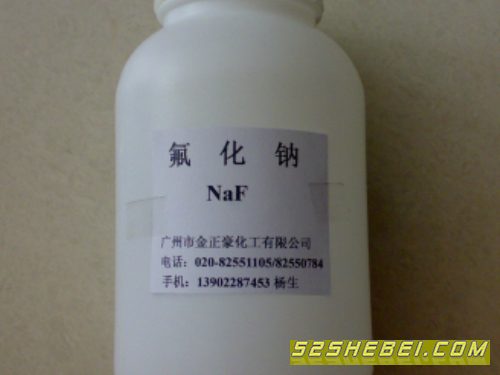 氟 化 钠
NaF
广州市金正豪化工有限公司
电话：020-82551105/82550784
手机：13902287453 杨生
52SHEBEI.COM